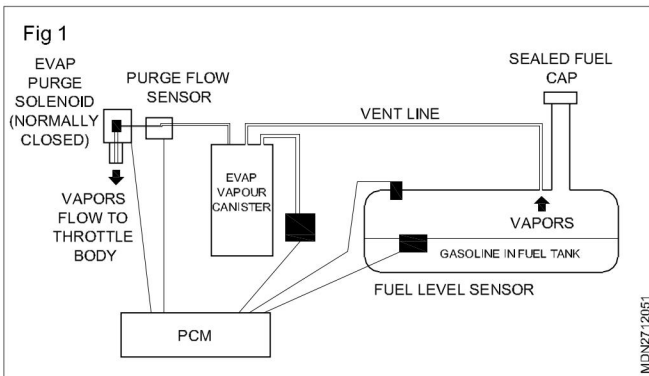 Fig 1
EVAP
PURGE
SOLENOID
(NORMALLY
CLOSED)
PURGE FLOW
SENSOR
SEALED FUEL
CAP
VENT LINE
EVAP
VAPOUR
CANISTER
VAPORS
FLOW TO
THROTTLE
BODY
VAPORS
GASOLINE IN FUEL TANK
FUEL LEVEL SENSOR
PCM
MDN2712051